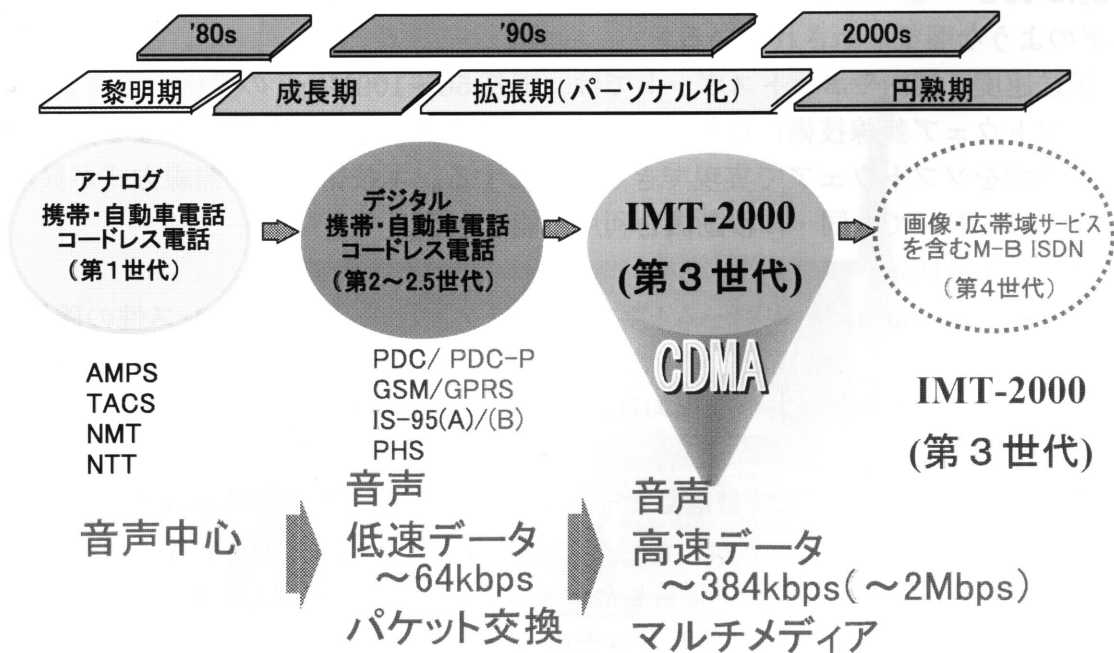 '80s
'90s
2000s
黎明期
成長期
拡張期(パーソナル化)
円熟期
アナログ
携帯・自動車電話
コードレス電話
(第1世代)
デジタル
携帯・自動車電話
コードレス電話
(第2～2.5世代)
IMT-2000
(第3世代)
CDMA
画像・広帯域サービス
を含むM-B ISDN
(第4世代)
AMPS
TACS
NMT
NTT
PDC/ PDC-P
GSM/GPRS
IS-95(A)/(B)
PHS
IMT-2000
(第3世代)
音声中心
音声
低速データ
～64kbps
パケット交換
音声
高速データ
～384kbps(～2Mbps)
マルチメディア